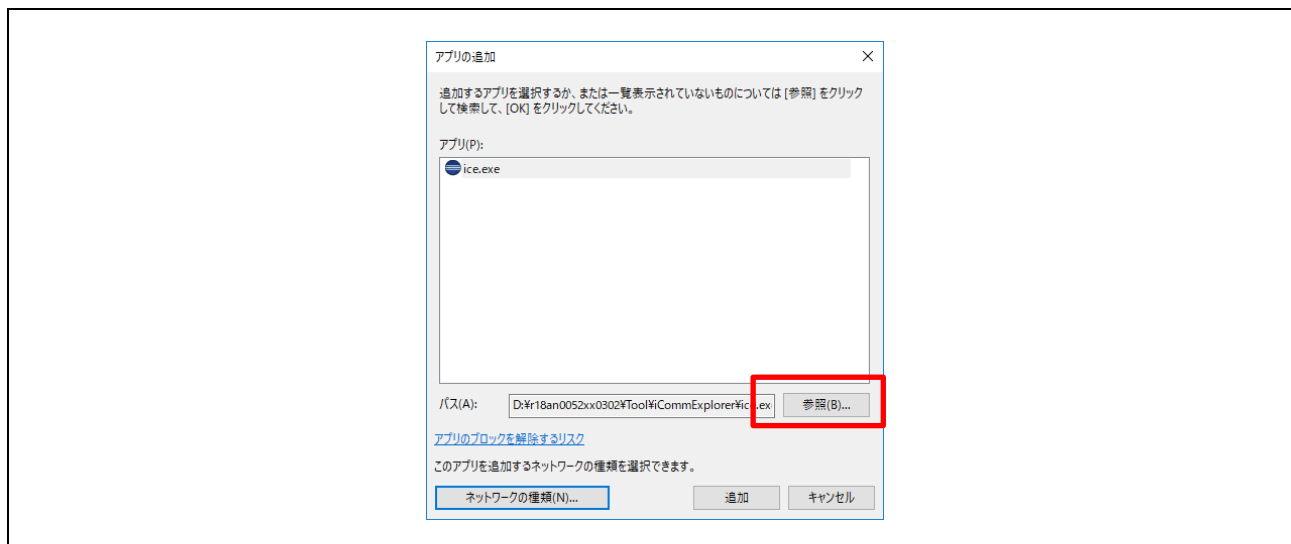 アプリの追加
追加するアプリを選択するか、または一覧表示されていないものについては [参照] をクリック
して検索して、[OK] をクリックしてください。
アプリ(P):
ice.exe
パス(A): D:¥r18an0052xx0302¥Tool¥iCommExplorer¥ice.ex 参照(B)...
アプリのブロックを解除するリスク
このアプリを追加するネットワークの種類を選択できます。
ネットワークの種類(N)... 追加 キャンセル